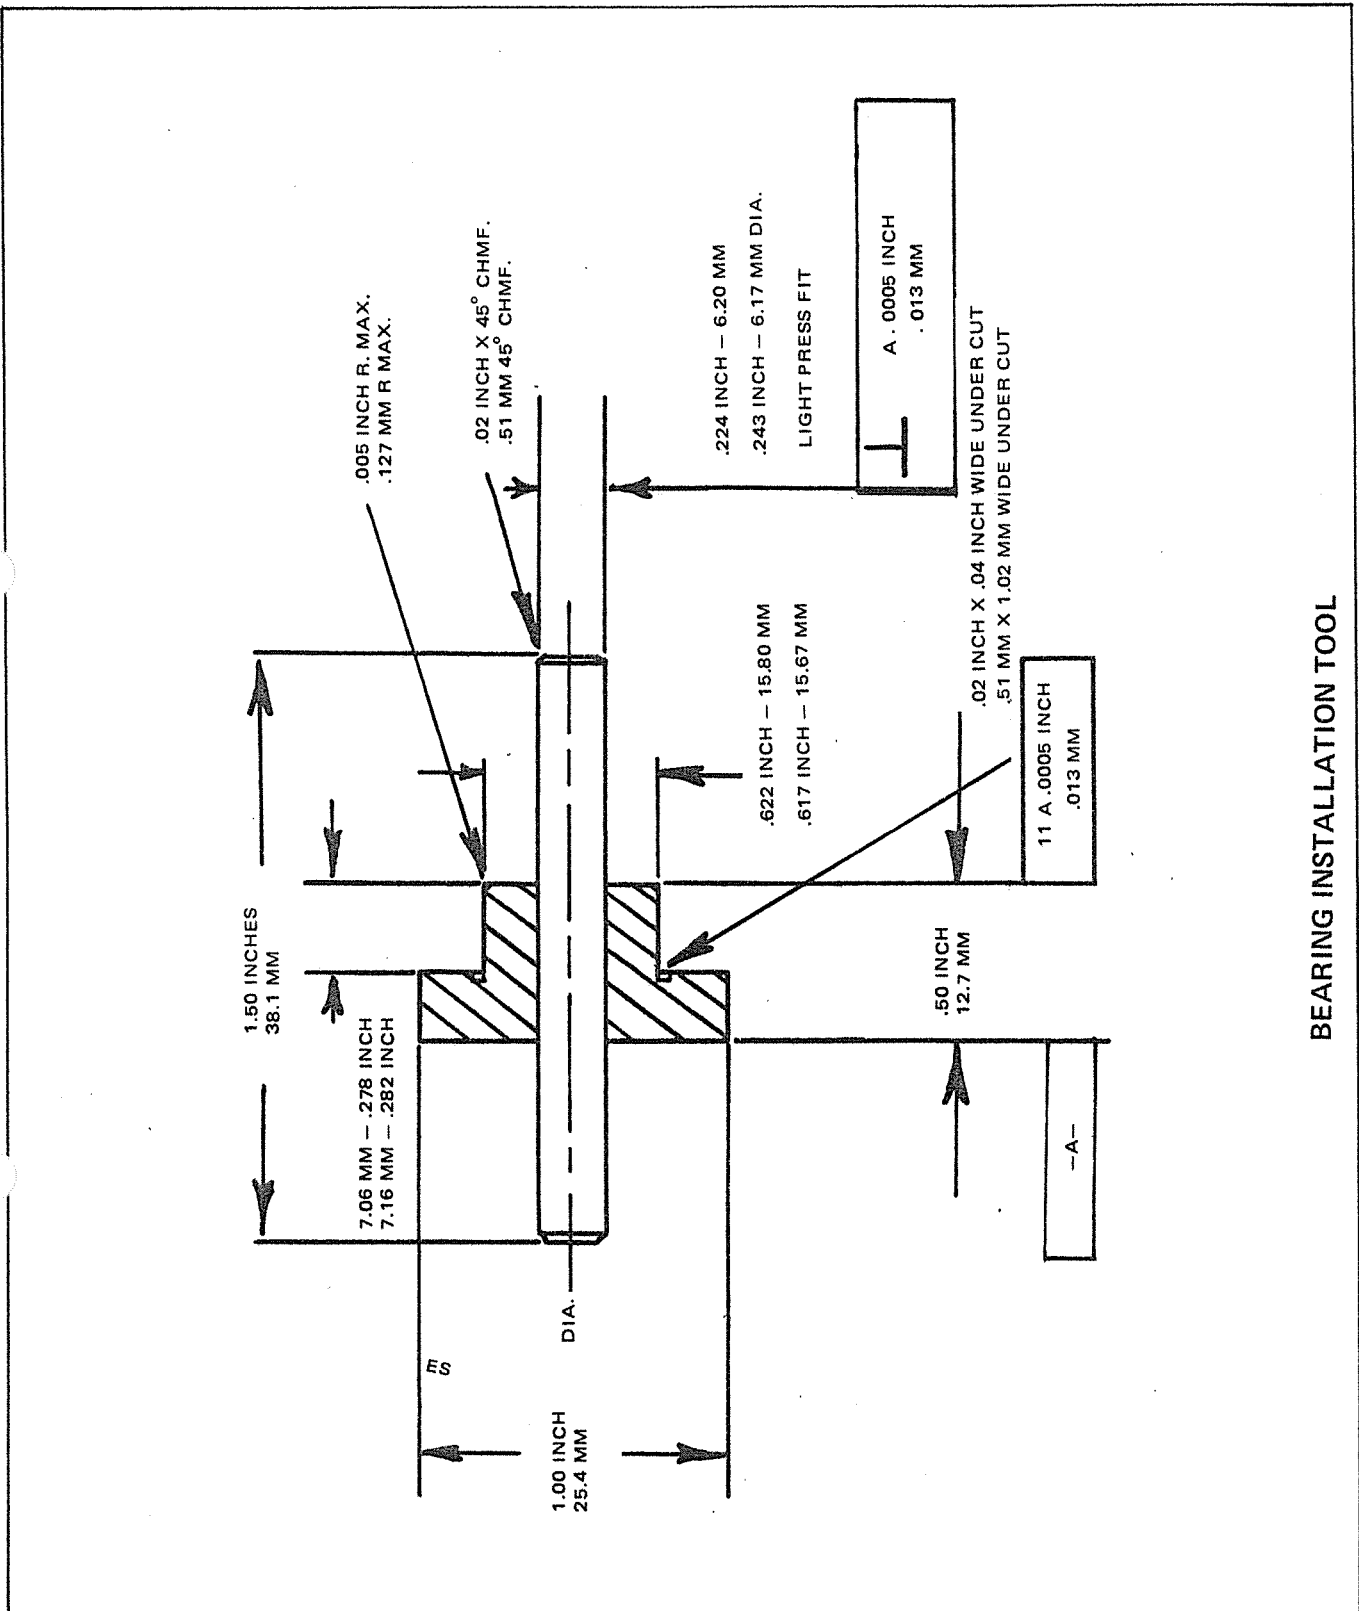 1.50 INCHES
38.1 MM
.005 INCH R. MAX.
.127 MM R MAX.
7.06 MM – .278 INCH
7.16 MM – .282 INCH
.02 INCH X 45° CHMF.
.51 MM 45° CHMF.
ES
DIA.
1.00 INCH
25.4 MM
.224 INCH – 6.20 MM
.243 INCH – 6.17 MM DIA.
LIGHT PRESS FIT
.622 INCH – 15.80 MM
.617 INCH – 15.67 MM
⊥ A . 0005 INCH
. 013 MM
.50 INCH
12.7 MM
.02 INCH X .04 INCH WIDE UNDER CUT
.51 MM X 1.02 MM WIDE UNDER CUT
11 A .0005 INCH
.013 MM
–A–
BEARING INSTALLATION TOOL